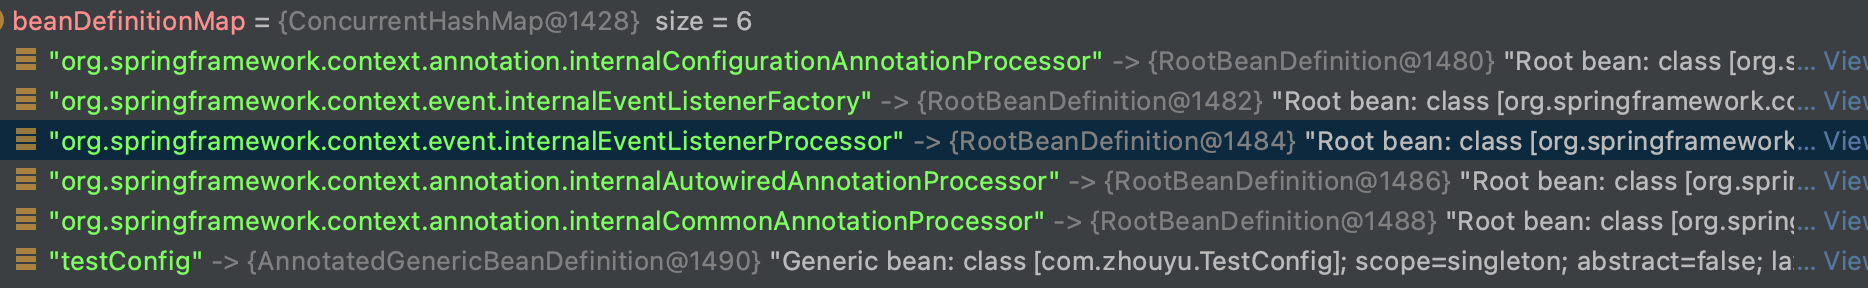 beanDefinitionMap = {ConcurrentHashMap@1428} size = 6
"org.springframework.context.annotation.internalConfigurationAnnotationProcessor" -> {RootBeanDefinition@1480} "Root bean: class [org.s... View
"org.springframework.context.event.internalEventListenerFactory" -> {RootBeanDefinition@1482} "Root bean: class [org.springframework.cc... View
"org.springframework.context.event.internalEventListenerProcessor" -> {RootBeanDefinition@1484} "Root bean: class [org.springframework... View
"org.springframework.context.annotation.internalAutowiredAnnotationProcessor" -> {RootBeanDefinition@1486} "Root bean: class [org.sprir... View
"org.springframework.context.annotation.internalCommonAnnotationProcessor" -> {RootBeanDefinition@1488} "Root bean: class [org.spring... View
"testConfig" -> {AnnotatedGenericBeanDefinition@1490} "Generic bean: class [com.zhouyu.TestConfig]; scope=singleton; abstract=false; la... View